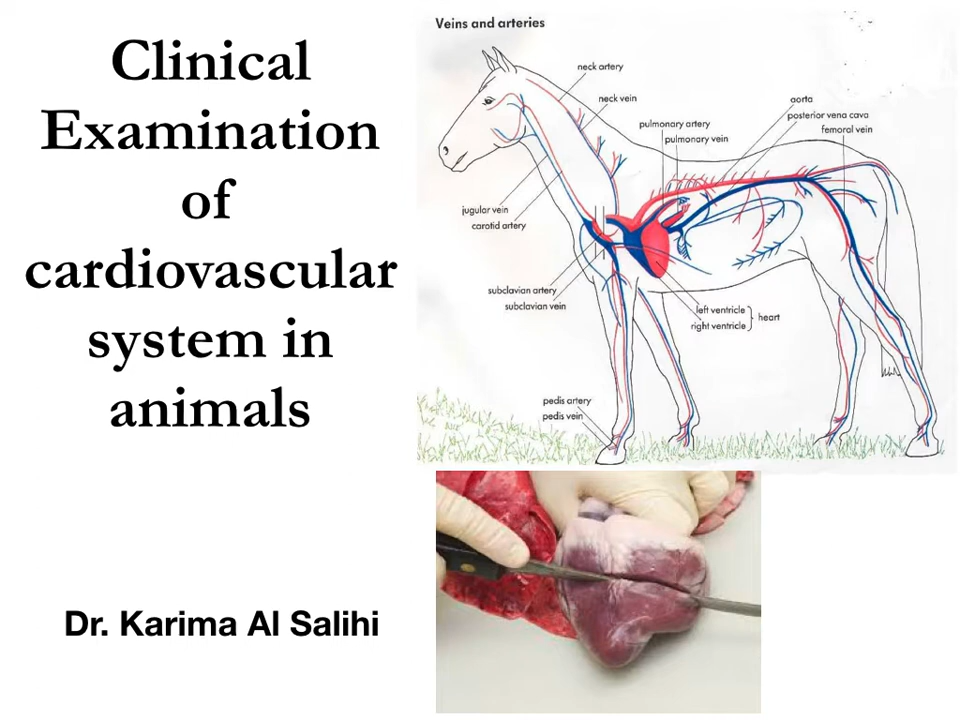 Clinical
Examination
of
cardiovascular
system in
animals
Dr. Karima Al Salihi
Veins and arteries
neck artery
neck vein
aorta
posterior vena cava
femoral vein
pulmonary artery
pulmonary vein
jugular vein
carotid artery
subclavian artery
subclavian vein
left ventricle
right ventricle
heart
pedis artery
pedis vein